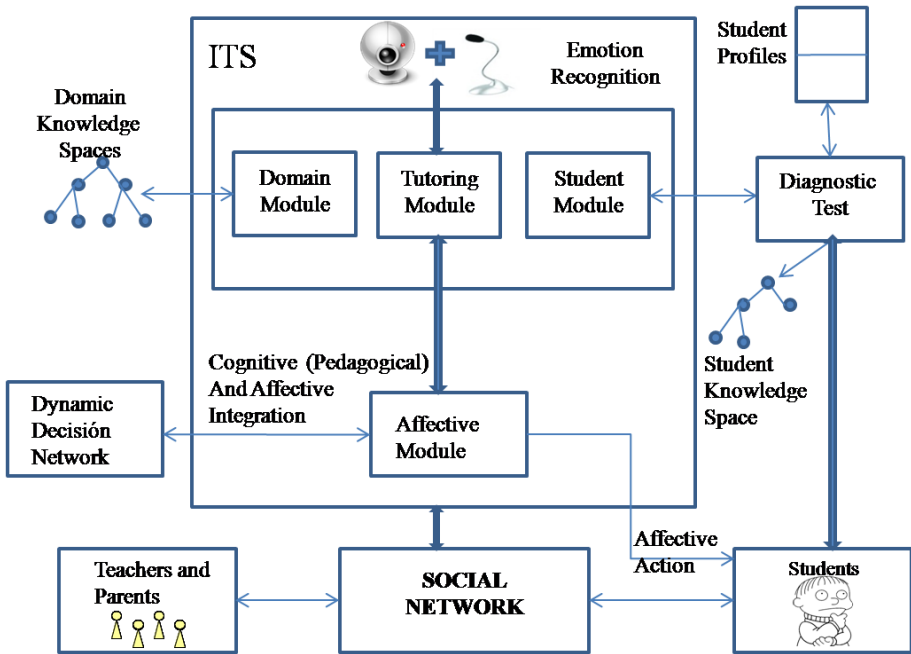 ITS
Emotion
Recognition
Student
Profiles
Domain
Knowledge
Spaces
Domain
Module
Tutoring
Module
Student
Module
Diagnostic
Test
Cognitive (Pedagogical)
And Affective
Integration
Student
Knowledge
Space
Dynamic
Decisión
Network
Affective
Module
Affective
Action
Teachers and
Parents
SOCIAL
NETWORK
Students